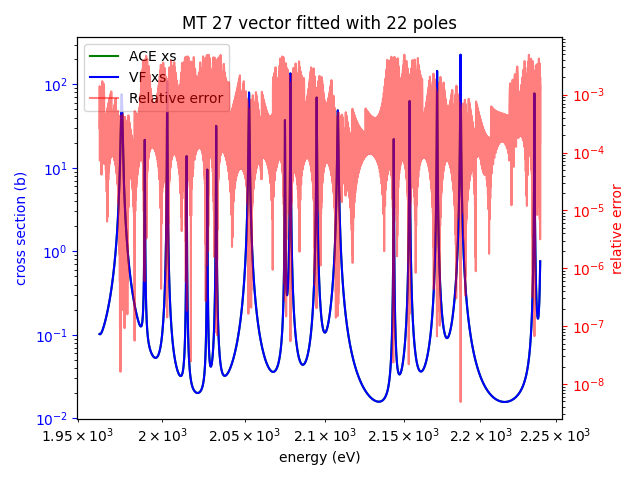 MT 27 vector fitted with 22 poles
ACE xs
VF xs
Relative error
10²
10¹
10⁰
10⁻¹
10⁻²
cross section (b)
10⁻³
10⁻⁴
10⁻⁵
10⁻⁶
10⁻⁷
10⁻⁸
relative error
1.95 × 10³ 2 × 10³ 2.05 × 10³ 2.1 × 10³ 2.15 × 10³ 2.2 × 10³ 2.25 × 10³
energy (eV)